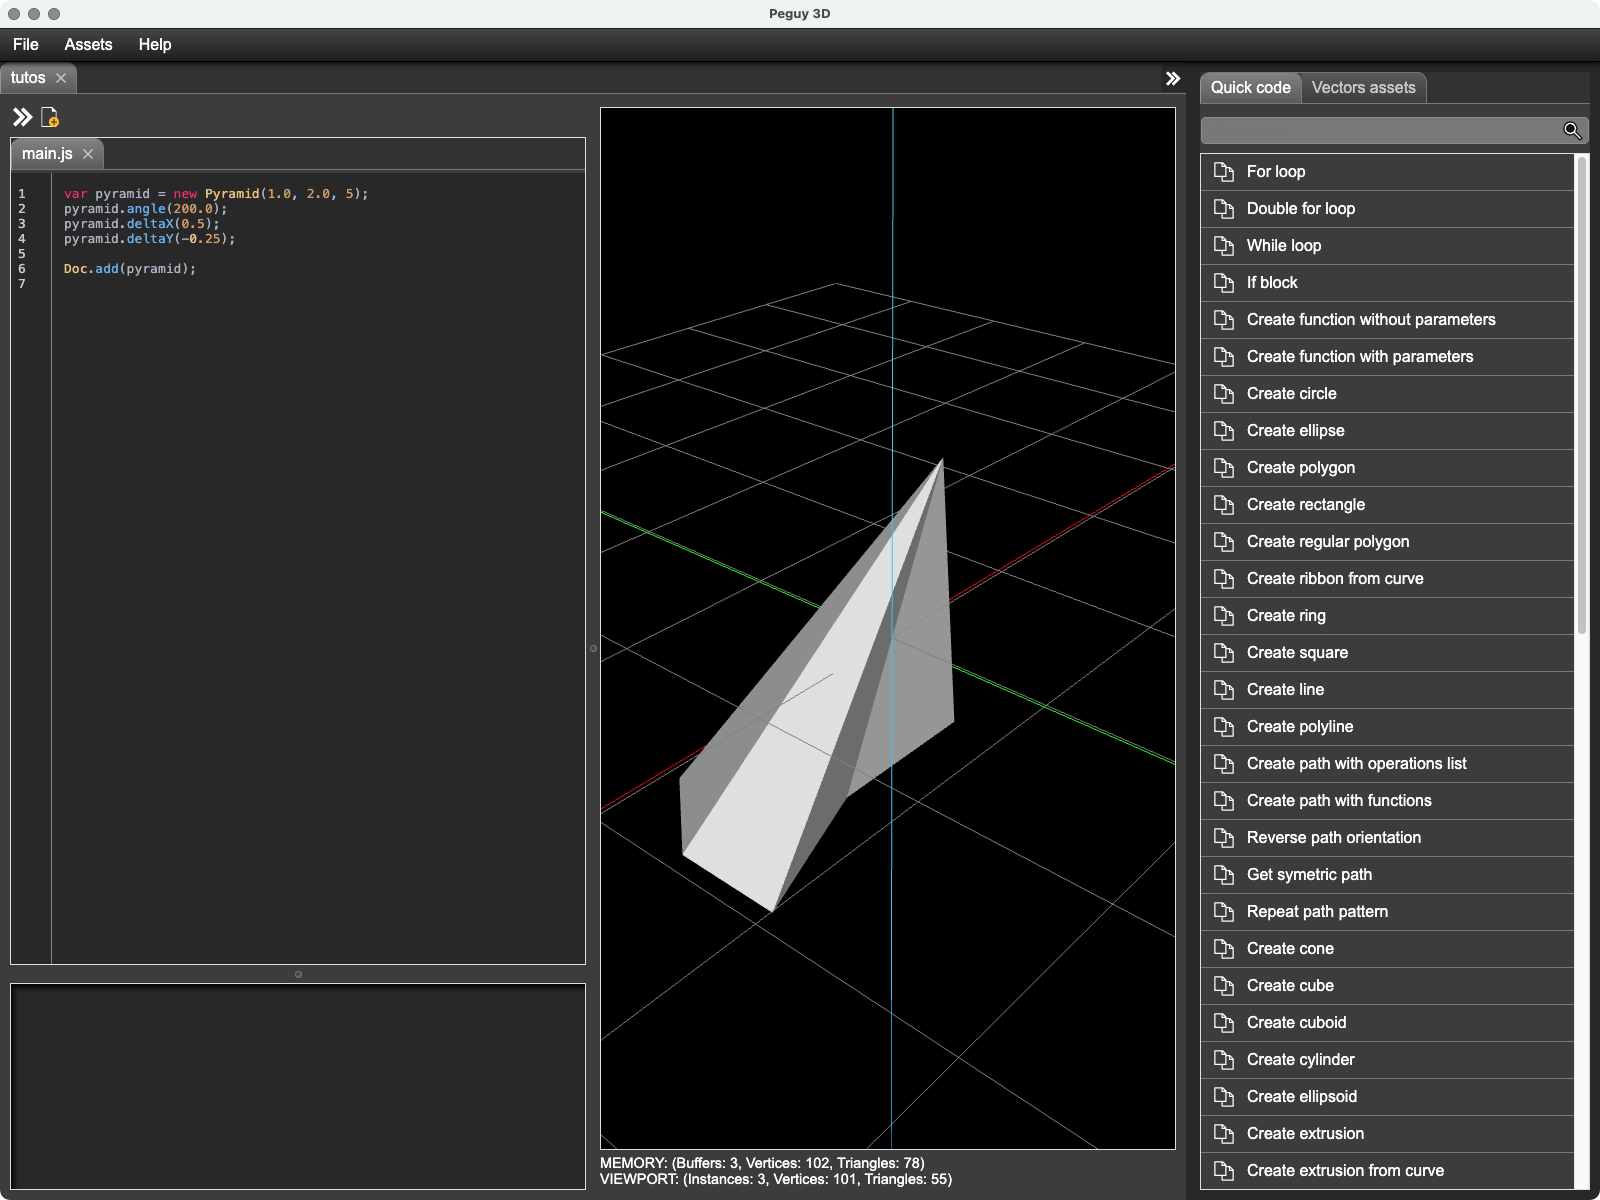 Peguy 3D
File Assets Help
tutos
main.js
1 var pyramid = new Pyramid(1.0, 2.0, 5);
2 pyramid.angle(200.0);
3 pyramid.deltaX(0.5);
4 pyramid.deltaY(-0.25);
5
6 Doc.add(pyramid);
7
MEMORY: (Buffers: 3, Vertices: 102, Triangles: 78)
VIEWPORT: (Instances: 3, Vertices: 101, Triangles: 55)
Quick code Vectors assets
For loop
Double for loop
While loop
If block
Create function without parameters
Create function with parameters
Create circle
Create ellipse
Create polygon
Create rectangle
Create regular polygon
Create ribbon from curve
Create ring
Create square
Create line
Create polyline
Create path with operations list
Create path with functions
Reverse path orientation
Get symetric path
Repeat path pattern
Create cone
Create cube
Create cuboid
Create cylinder
Create ellipsoid
Create extrusion
Create extrusion from curve